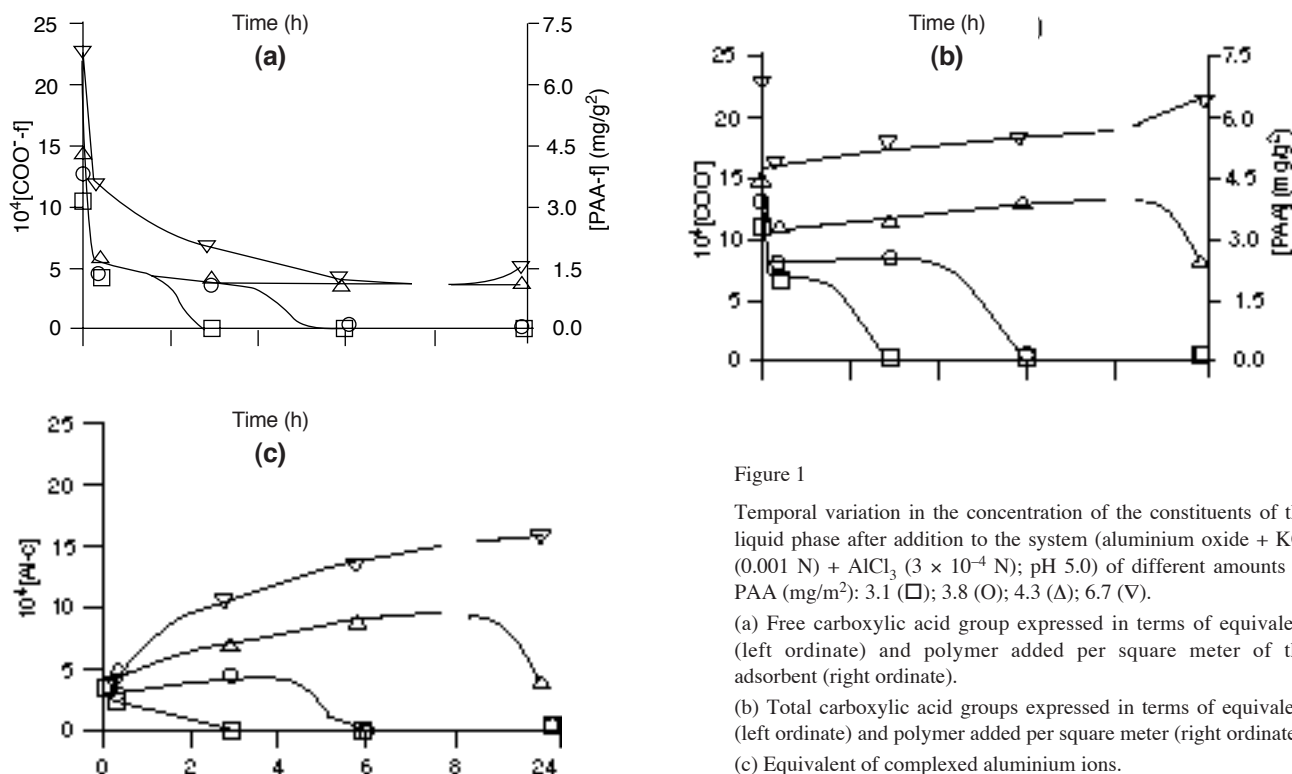 Time (h)
(a)
10⁴[COO⁻-f]
25
20
15
10
5
0
7.5
6.0
4.5
3.0
1.5
0.0
[PAA-f] (mg/g²)
Time (h)
(b)
10⁴[COO⁻]
25
20
15
10
5
0
7.5
6.0
4.5
3.0
1.5
0.0
[PAA] (mg/g²)
Time (h)
(c)
10⁴[Al-c]
25
20
15
10
5
0
0 2 4 6 8 24
Figure 1
Temporal variation in the concentration of the constituents of
liquid phase after addition to the system (aluminium oxide +
(0.001 N) + AlCl₃ (3 × 10⁻⁴ N); pH 5.0) of different amounts
PAA (mg/m²): 3.1 (□); 3.8 (O); 4.3 (Δ); 6.7 (∇).
(a) Free carboxylic acid group expressed in terms of
(left ordinate) and polymer added per square meter of
adsorbent (right ordinate).
(b) Total carboxylic acid groups expressed in terms of
(left ordinate) and polymer added per square meter (right
(c) Equivalent of complexed aluminium ions.